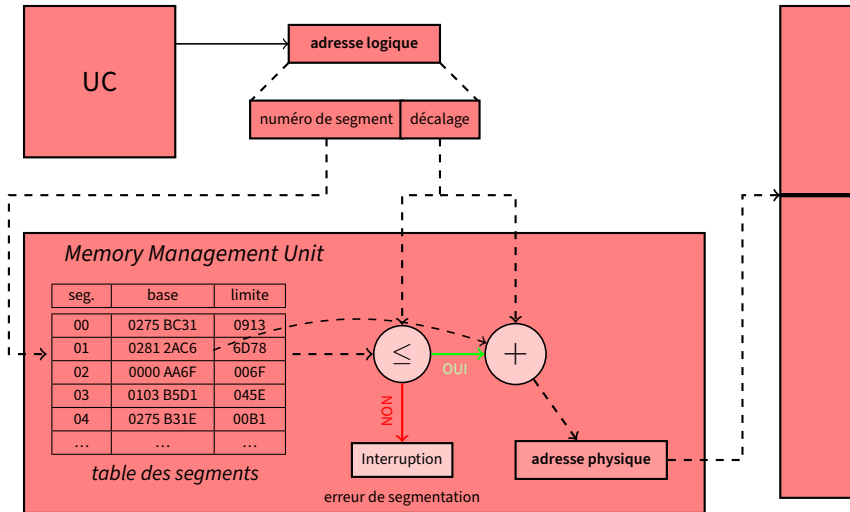 UC
adresse logique
numéro de segment décalage
Memory Management Unit
seg. base limite
00 0275 BC31 0913
01 0281 2AC6 6D78
02 0000 AA6F 006F
03 0103 B5D1 045E
04 0275 B31E 00B1
... ... ...
table des segments
≤
+
OUI
NON
Interruption
erreur de segmentation
adresse physique